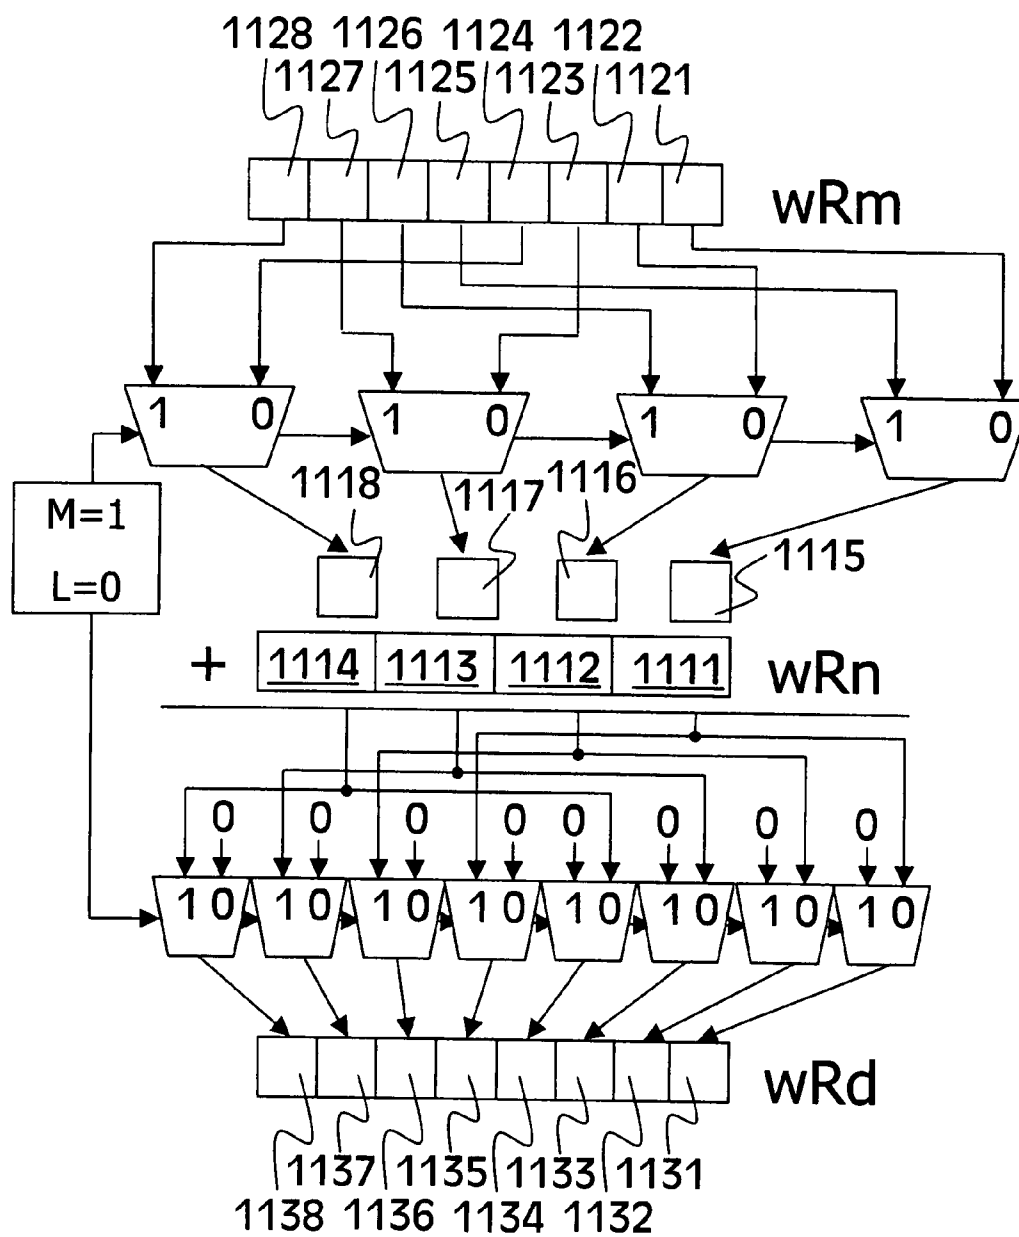 1128 1126 1124 1122
1127 1125 1123 1121
wRm
1 0 1 0 1 0 1 0
1118 1117 1116
M=1
L=0
1115
+ 1114 1113 1112 1111 wRn
0 0 0 0 0 0 0 0
1 0 1 0 1 0 1 0 1 0 1 0 1 0 1 0
wRd
1137 1135 1133 1131
1138 1136 1134 1132